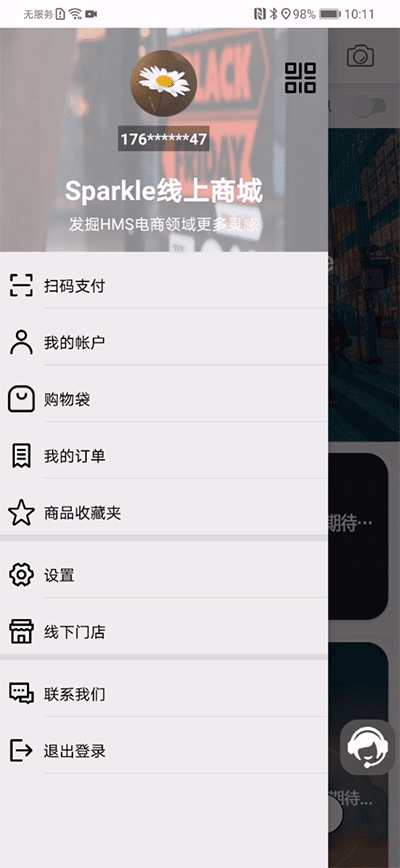 无服务 98% 10:11
BLACK
FRIDAY
176******47
Sparkle线上商城
发掘HMS电商领域更多灵感
扫码支付
我的帐户
购物袋
我的订单
期待…
商品收藏夹
设置
线下门店
联系我们
退出登录
期待...